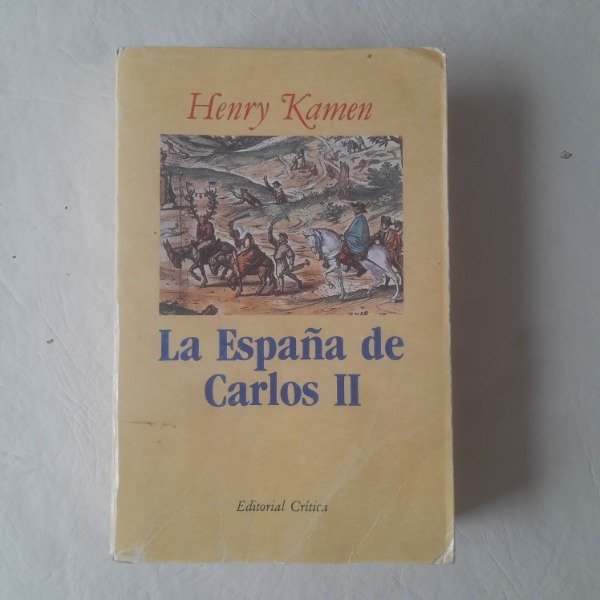 Henry Kamen
La España de
Carlos II
Editorial Crítica